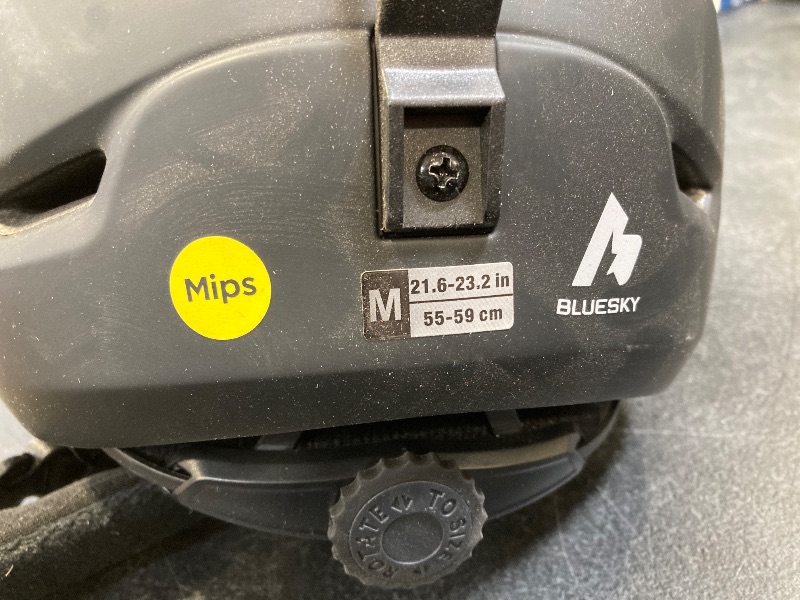 Mips
M
21.6-23.2 in
55-59 cm
BLUESKY
ROTATE TO SIZE